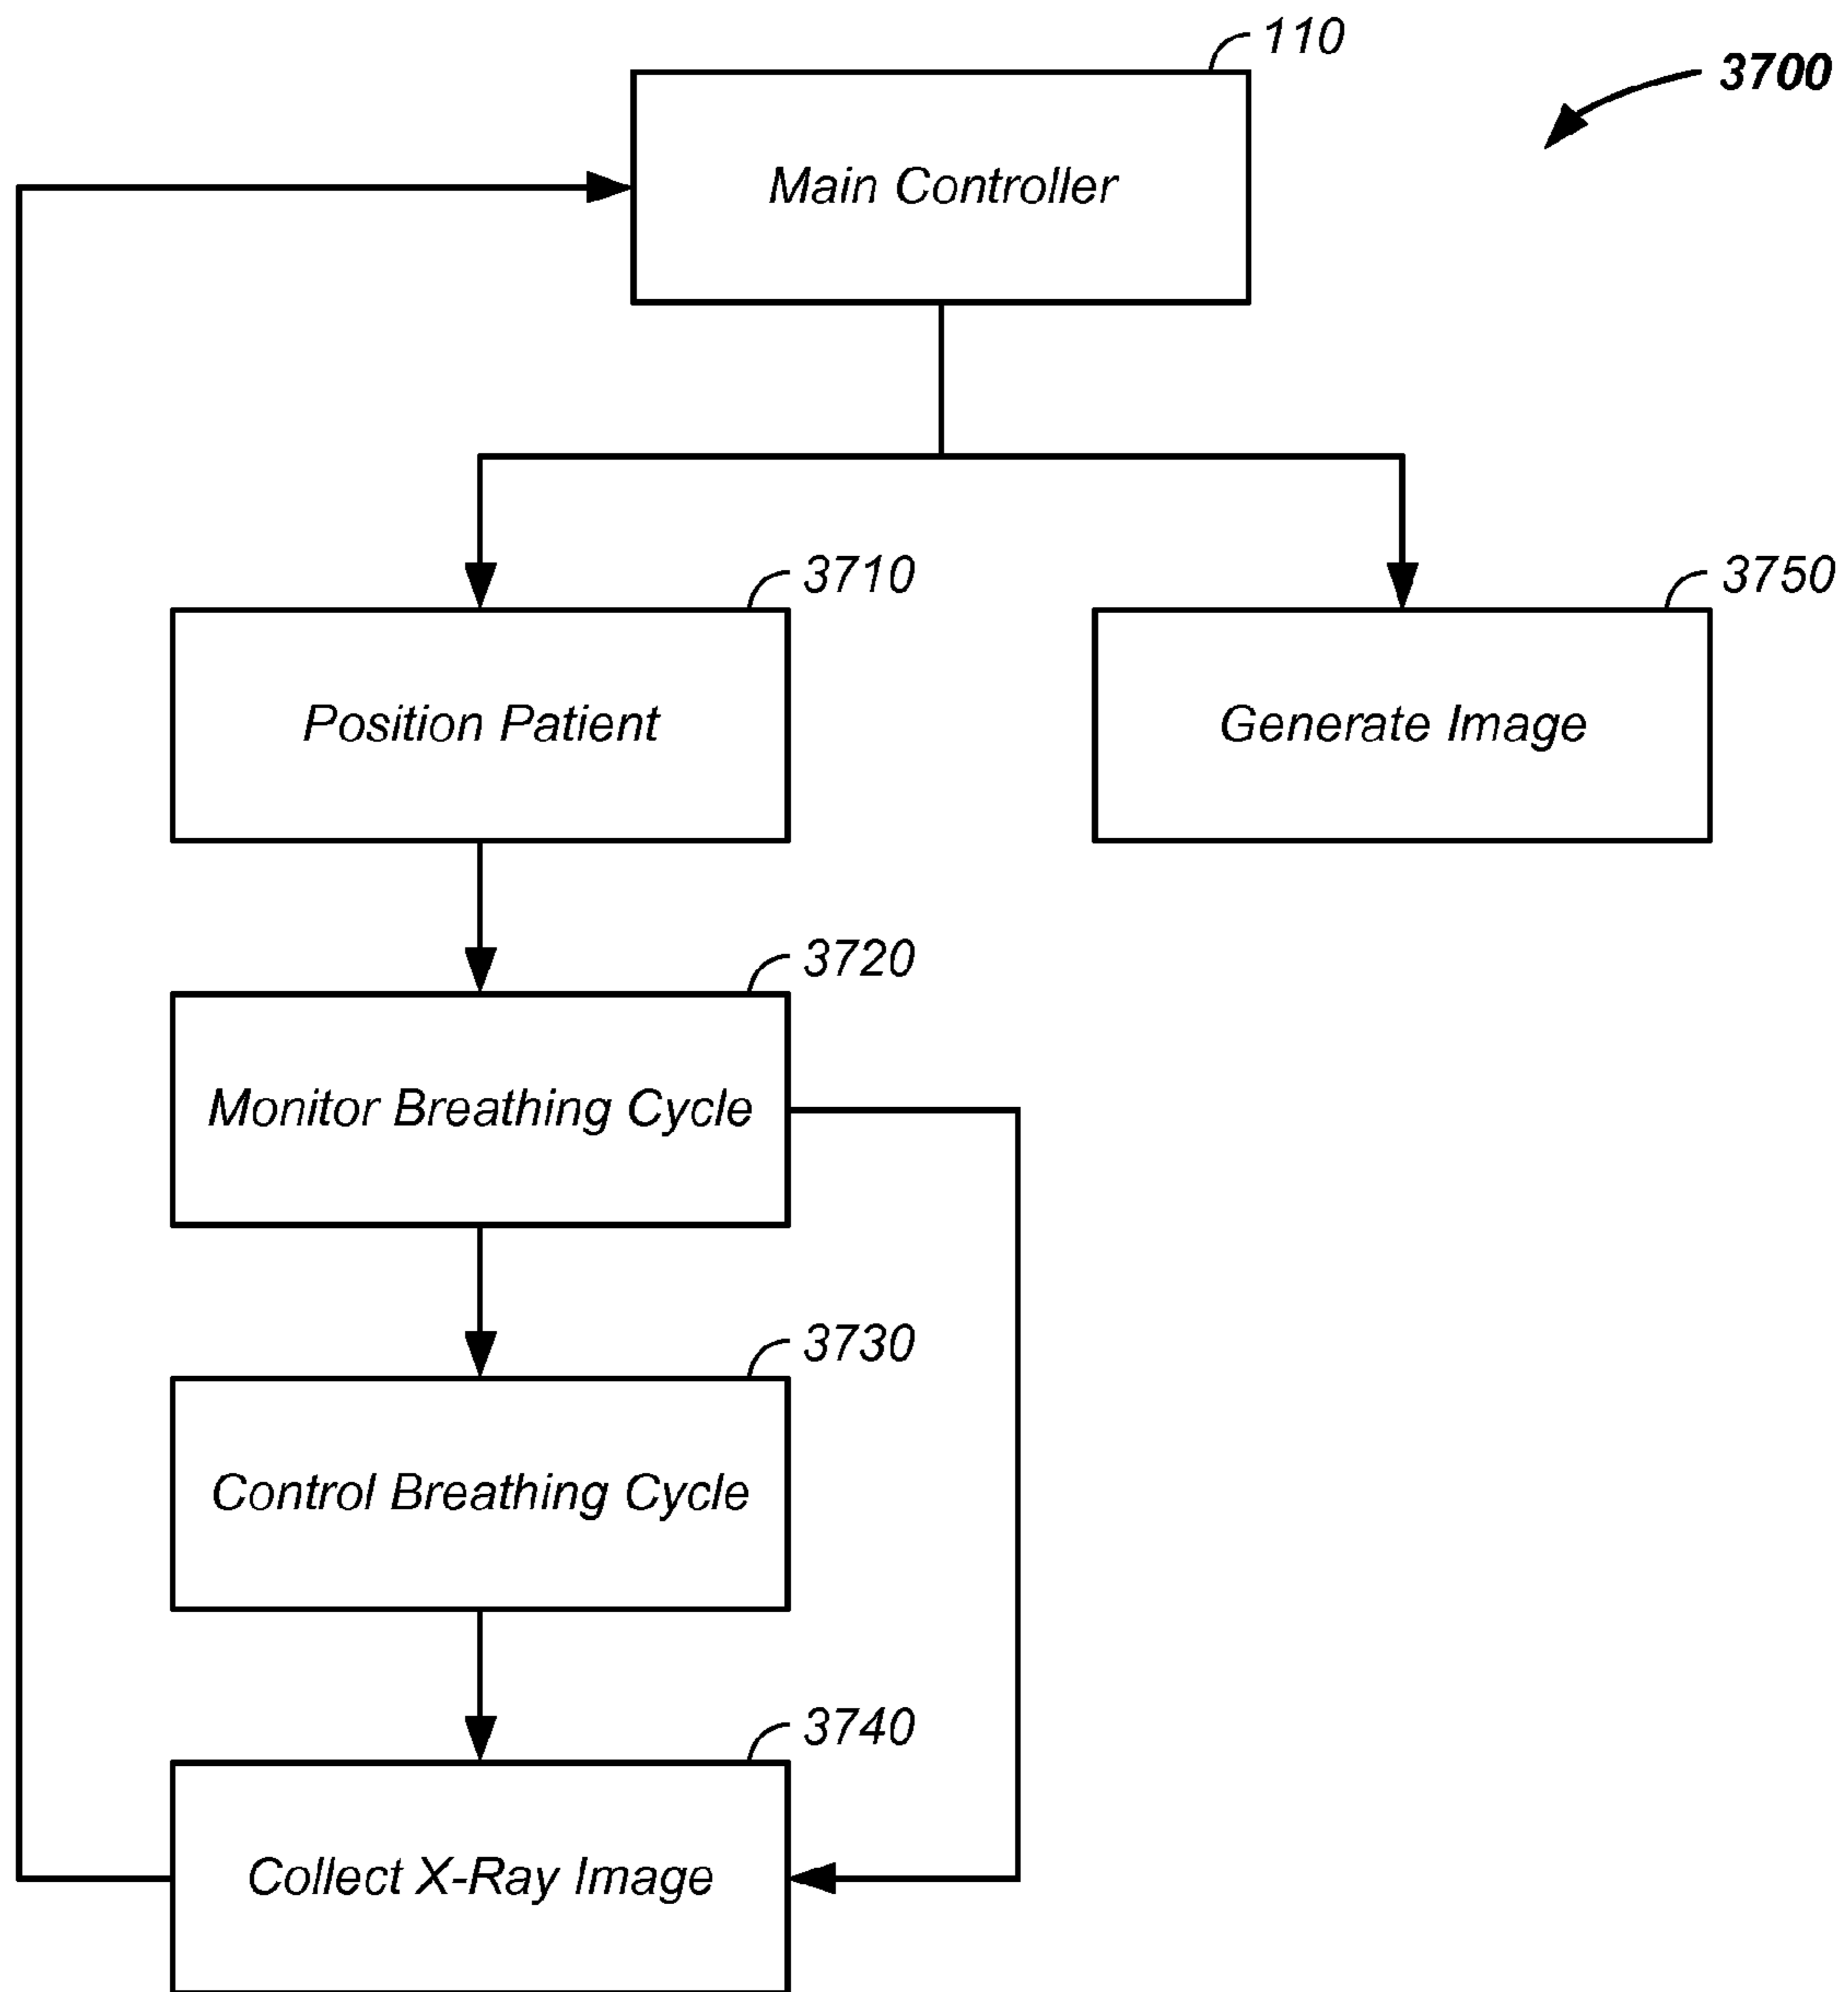 110
3700
Main Controller
3710
3750
Position Patient
Generate Image
3720
Monitor Breathing Cycle
3730
Control Breathing Cycle
3740
Collect X-Ray Image